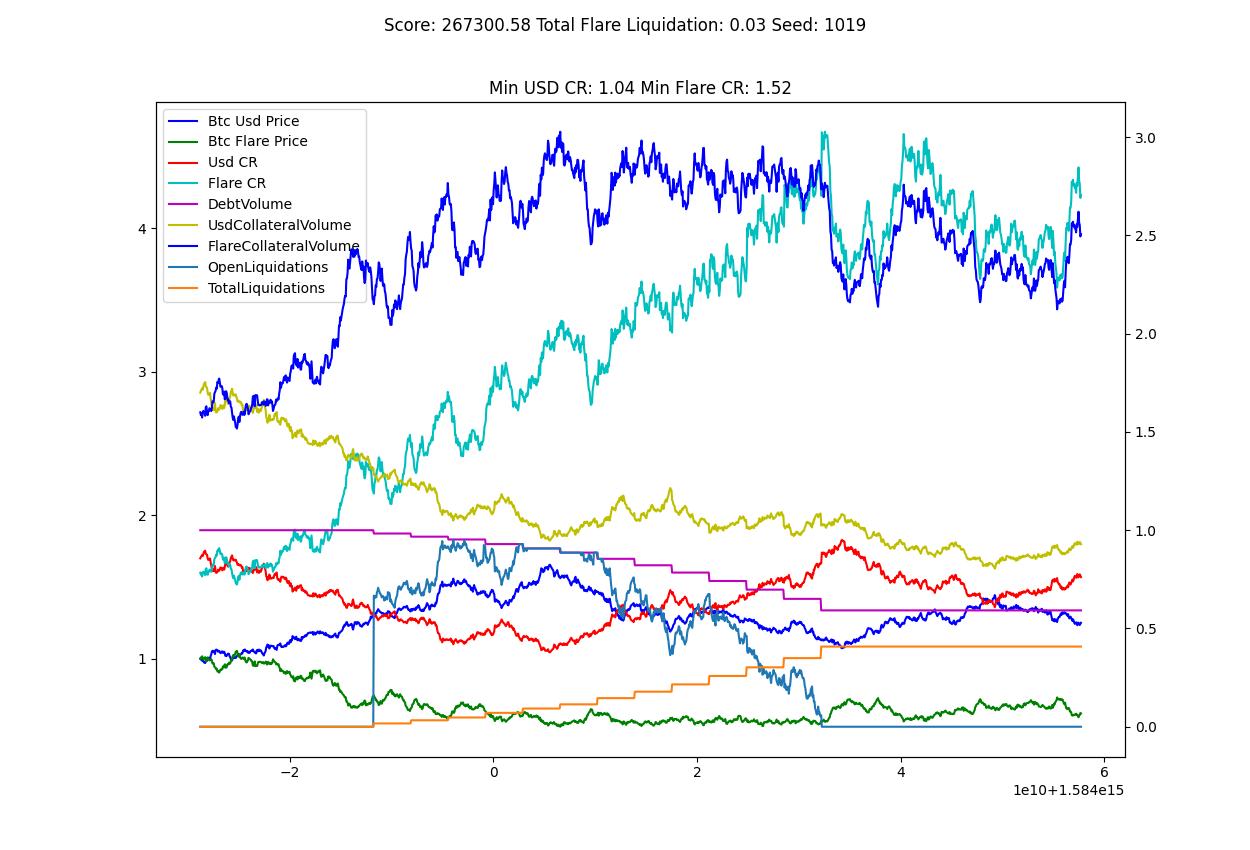 Score: 267300.58 Total Flare Liquidation: 0.03 Seed: 1019
Min USD CR: 1.04 Min Flare CR: 1.52
Btc Usd Price
Btc Flare Price
Usd CR
Flare CR
DebtVolume
UsdCollateralVolume
FlareCollateralVolume
OpenLiquidations
TotalLiquidations
4
3
2
1
3.0
2.5
2.0
1.5
1.0
0.5
0.0
−2 0 2 4 6
1e10+1.584e15